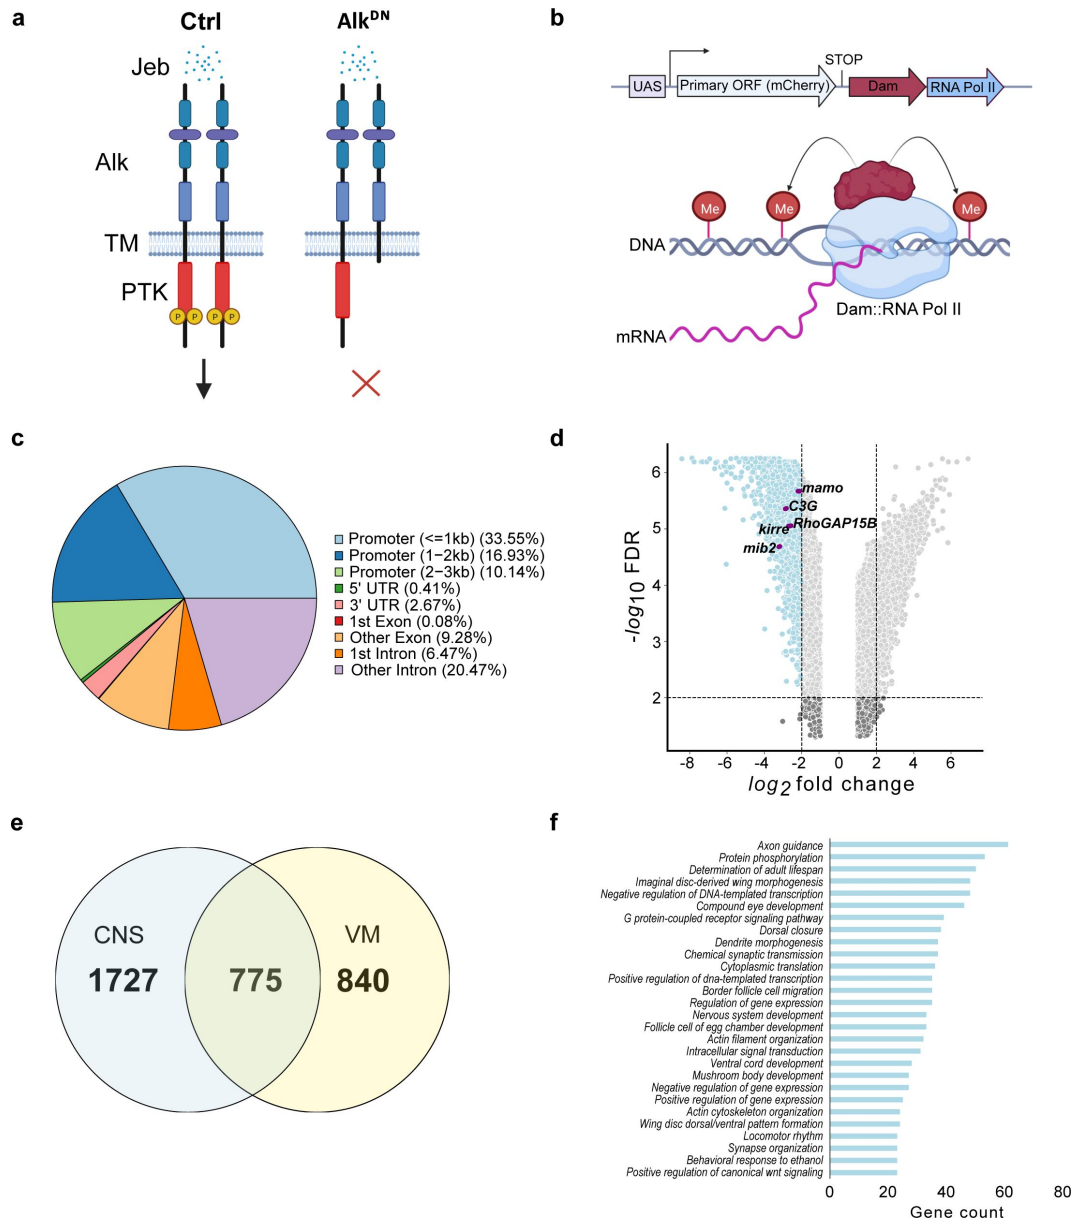 a
Ctrl
Alk^DN
Jeb
Alk
TM
PTK
P P P P
b
STOP
UAS
Primary ORF (mCherry)
Dam
RNA Pol II
Me
Me
Me
DNA
Dam::RNA Pol II
mRNA
c
Promoter (<=1kb) (33.55%)
Promoter (1−2kb) (16.93%)
Promoter (2−3kb) (10.14%)
5' UTR (0.41%)
3' UTR (2.67%)
1st Exon (0.08%)
Other Exon (9.28%)
1st Intron (6.47%)
Other Intron (20.47%)
d
-log10 FDR
6
5
4
3
2
mamo
C3G
RhoGAP15B
kirre
mib2
-8 -6 -4 -2 0 2 4 6
log2 fold change
e
CNS
1727
775
VM
840
f
Axon guidance
Protein phosphorylation
Determination of adult lifespan
Imaginal disc-derived wing morphogenesis
Negative regulation of DNA-templated transcription
Compound eye development
G protein-coupled receptor signaling pathway
Dorsal closure
Dendrite morphogenesis
Chemical synaptic transmission
Cytoplasmic translation
Positive regulation of dna-templated transcription
Border follicle cell migration
Regulation of gene expression
Nervous system development
Follicle cell of egg chamber development
Actin filament organization
Intracellular signal transduction
Ventral cord development
Mushroom body development
Negative regulation of gene expression
Positive regulation of gene expression
Actin cytoskeleton organization
Wing disc dorsal/ventral pattern formation
Locomotor rhythm
Synapse organization
Behavioral response to ethanol
Positive regulation of canonical wnt signaling
0 20 40 60 80
Gene count